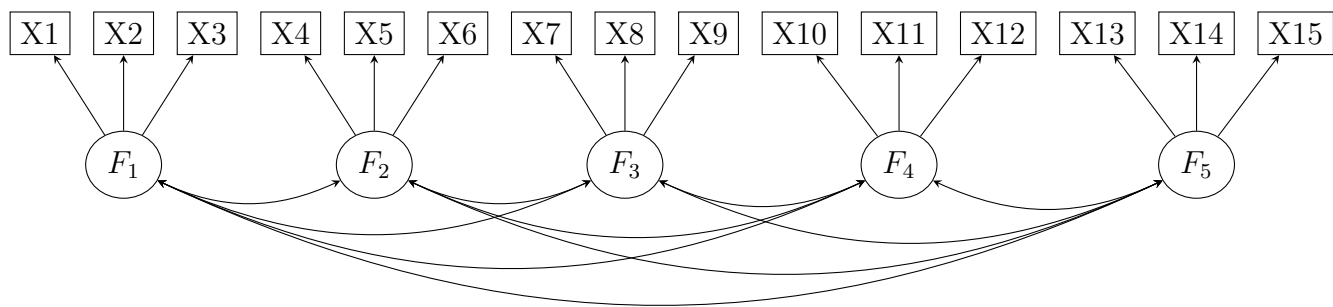 X1 X2 X3 X4 X5 X6 X7 X8 X9 X10 X11 X12 X13 X14 X15
F₁ F₂ F₃ F₄ F₅